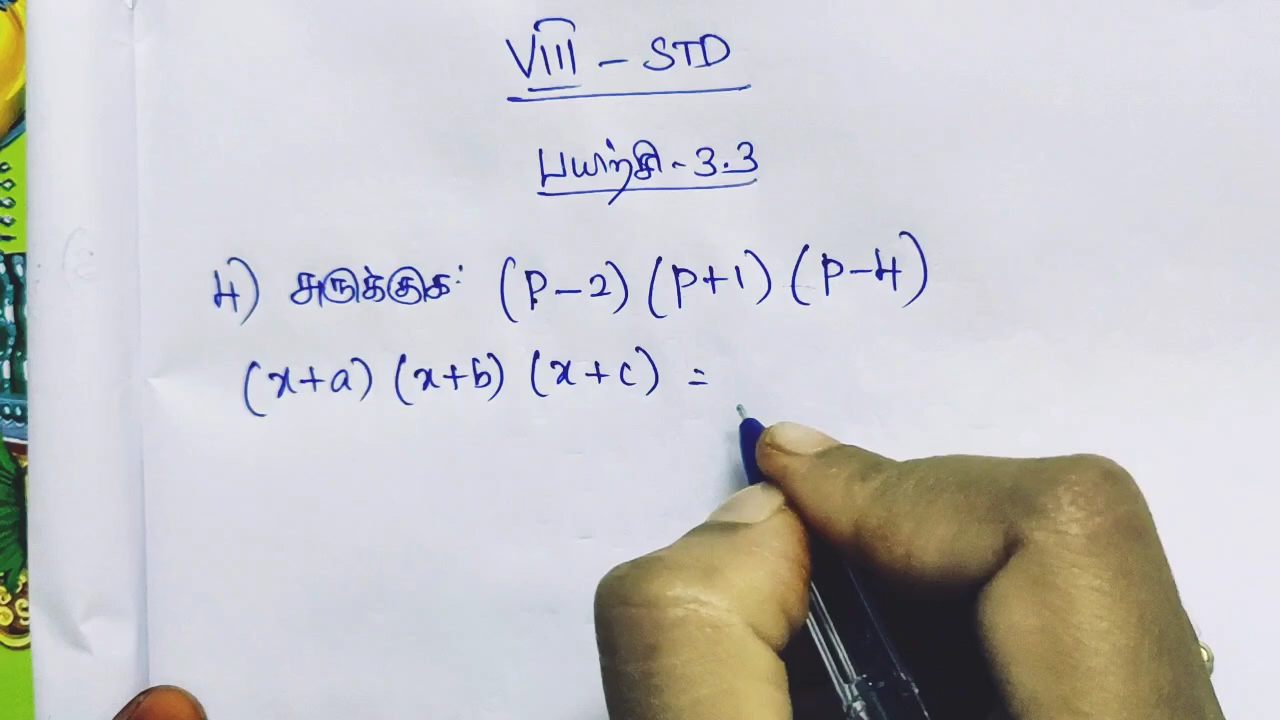 VIII - STD
பயிற்சி - 3.3
4) சுருக்குக: (P-2) (P+1) (P-4)
(x+a) (x+b) (x+c) =